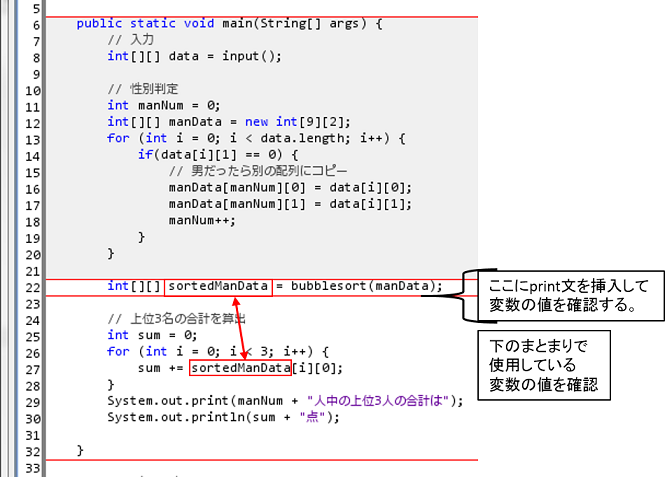 5
6 public static void main(String[] args) {
7 // 入力
8 int[][] data = input();
9
10 // 性別判定
11 int manNum = 0;
12 int[][] manData = new int[9][2];
13 for (int i = 0; i < data.length; i++) {
14 if(data[i][1] == 0) {
15 // 男だったら別の配列にコピー
16 manData[manNum][0] = data[i][0];
17 manData[manNum][1] = data[i][1];
18 manNum++;
19 }
20 }
21
22 int[][] sortedManData = bubblesort(manData);
23
24 // 上位3名の合計を算出
25 int sum = 0;
26 for (int i = 0; i < 3; i++) {
27 sum += sortedManData[i][0];
28 }
29 System.out.print(manNum + "人中の上位3人の合計は");
30 System.out.println(sum + "点");
31
32 }
33
ここにprint文を挿入して
変数の値を確認する。
下のまとまりで
使用している
変数の値を確認